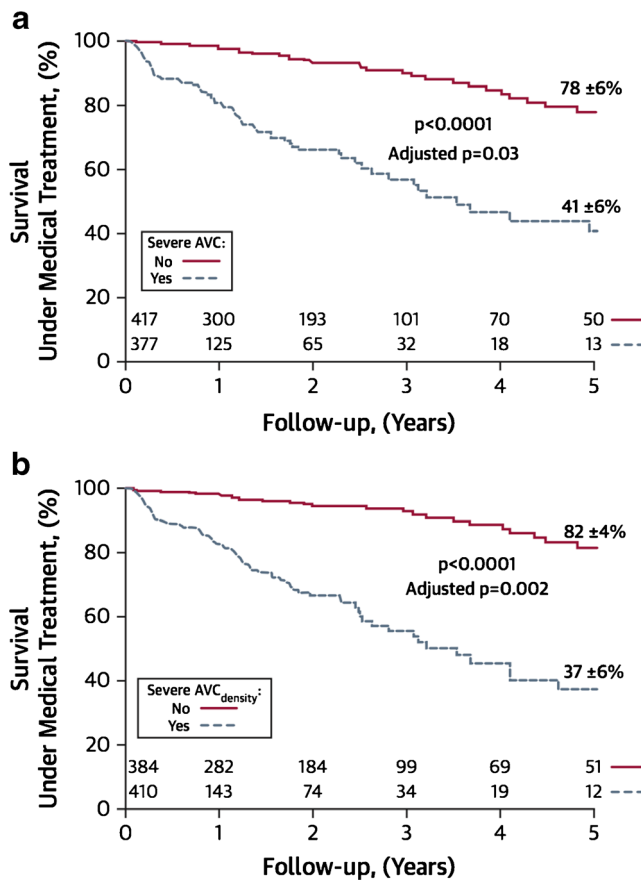 a
100
80
60
40
20
0
Survival
Under Medical Treatment, (%)
78 ±6%
p<0.0001
Adjusted p=0.03
41 ±6%
Severe AVC:
No
Yes
417 300 193 101 70 50
377 125 65 32 18 13
0 1 2 3 4 5
Follow-up, (Years)
b
100
80
60
40
20
0
Survival
Under Medical Treatment, (%)
82 ±4%
p<0.0001
Adjusted p=0.002
37 ±6%
Severe AVCdensity:
No
Yes
384 282 184 99 69 51
410 143 74 34 19 12
0 1 2 3 4 5
Follow-up, (Years)